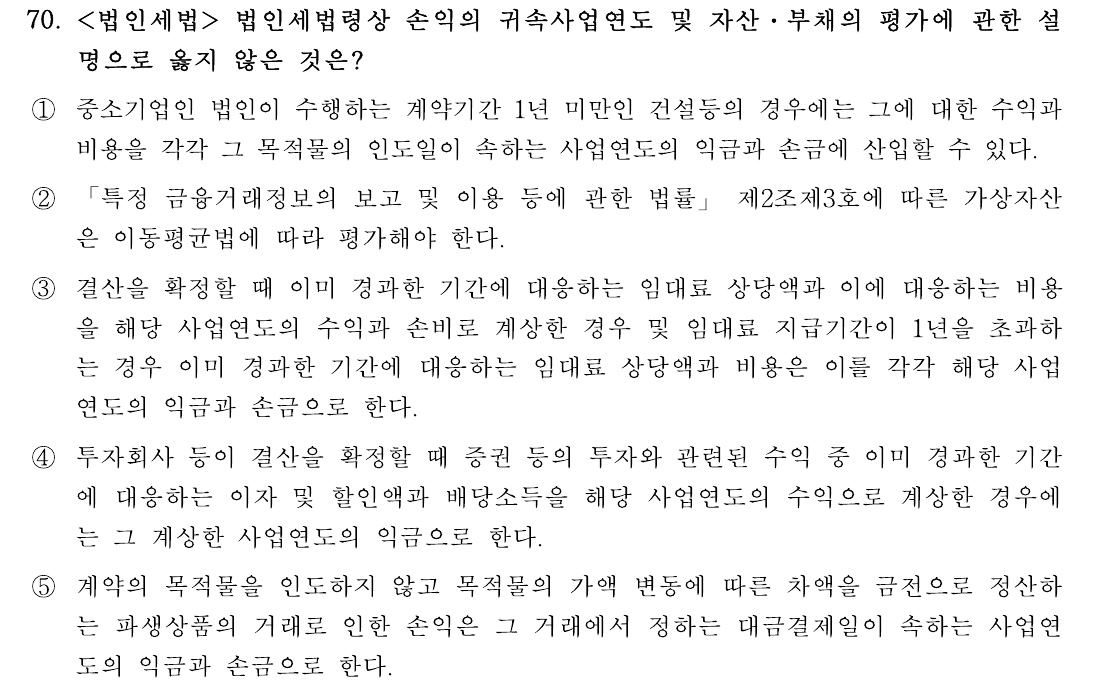 70. <법인세법> 법인세법령상 손익의 귀속사업연도 및 자산·부채의 평가에 관한 설
명으로 옳지 않은 것은?
① 중소기업인 법인이 수행하는 계약기간 1년 미만인 건설등의 경우에는 그에 대한 수익과
비용을 각각 그 목적물의 인도일이 속하는 사업연도의 익금과 손금에 산입할 수 있다.
② 「특정 금융거래정보의 보고 및 이용 등에 관한 법률」 제2조제3호에 따른 가상자산
은 이동평균법에 따라 평가해야 한다.
③ 결산을 확정할 때 이미 경과한 기간에 대응하는 임대료 상당액과 이에 대응하는 비용
을 해당 사업연도의 수익과 손비로 계상한 경우 및 임대료 지급기간이 1년을 초과하
는 경우 이미 경과한 기간에 대응하는 임대료 상당액과 비용은 이를 각각 해당 사업
연도의 익금과 손금으로 한다.
④ 투자회사 등이 결산을 확정할 때 증권 등의 투자와 관련된 수익 중 이미 경과한 기간
에 대응하는 이자 및 할인액과 배당소득을 해당 사업연도의 수익으로 계상한 경우에
는 그 계상한 사업연도의 익금으로 한다.
⑤ 계약의 목적물을 인도하지 않고 목적물의 가액 변동에 따른 차액을 금전으로 정산하
는 파생상품의 거래로 인한 손익은 그 거래에서 정하는 대금결제일이 속하는 사업연
도의 익금과 손금으로 한다.